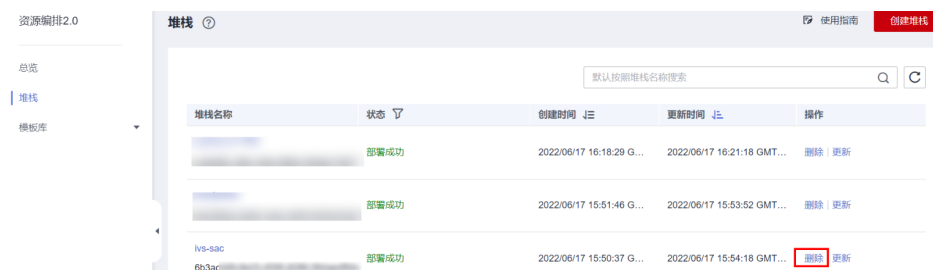 资源编排2.0
堆栈
使用指南
创建堆栈
总览
堆栈
模板库
默认按照堆栈名称搜索
堆栈名称 状态 创建时间 更新时间 操作
部署成功 2022/06/17 16:18:29 G... 2022/06/17 16:21:18 GMT... 删除 更新
部署成功 2022/06/17 15:51:46 G... 2022/06/17 15:53:52 GMT... 删除 更新
ivs-sac
6b3ac
部署成功 2022/06/17 15:50:37 G... 2022/06/17 15:54:18 GMT... 删除 更新